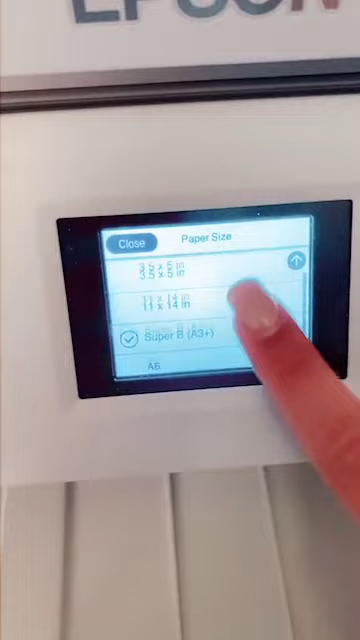 EPSON
Close
Paper Size
3.5 x 5 in
11 x 14 in
Super B (A3+)
A6